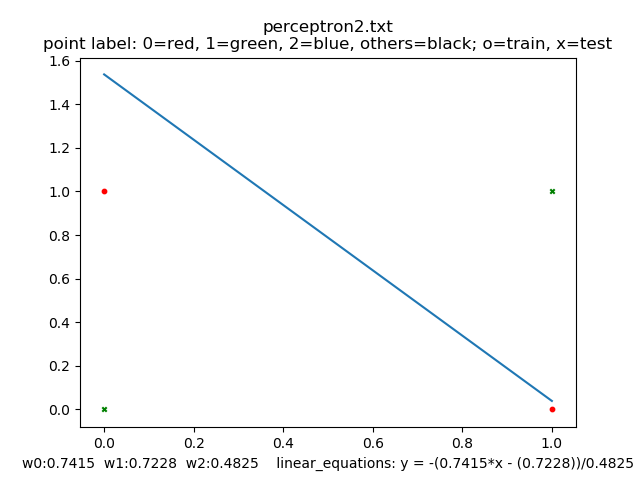 perceptron2.txt
point label: 0=red, 1=green, 2=blue, others=black; o=train, x=test
1.6
1.4
1.2
1.0
0.8
0.6
0.4
0.2
0.0
0.0 0.2 0.4 0.6 0.8 1.0
w0:0.7415 w1:0.7228 w2:0.4825 linear_equations: y = -(0.7415*x - (0.7228))/0.4825